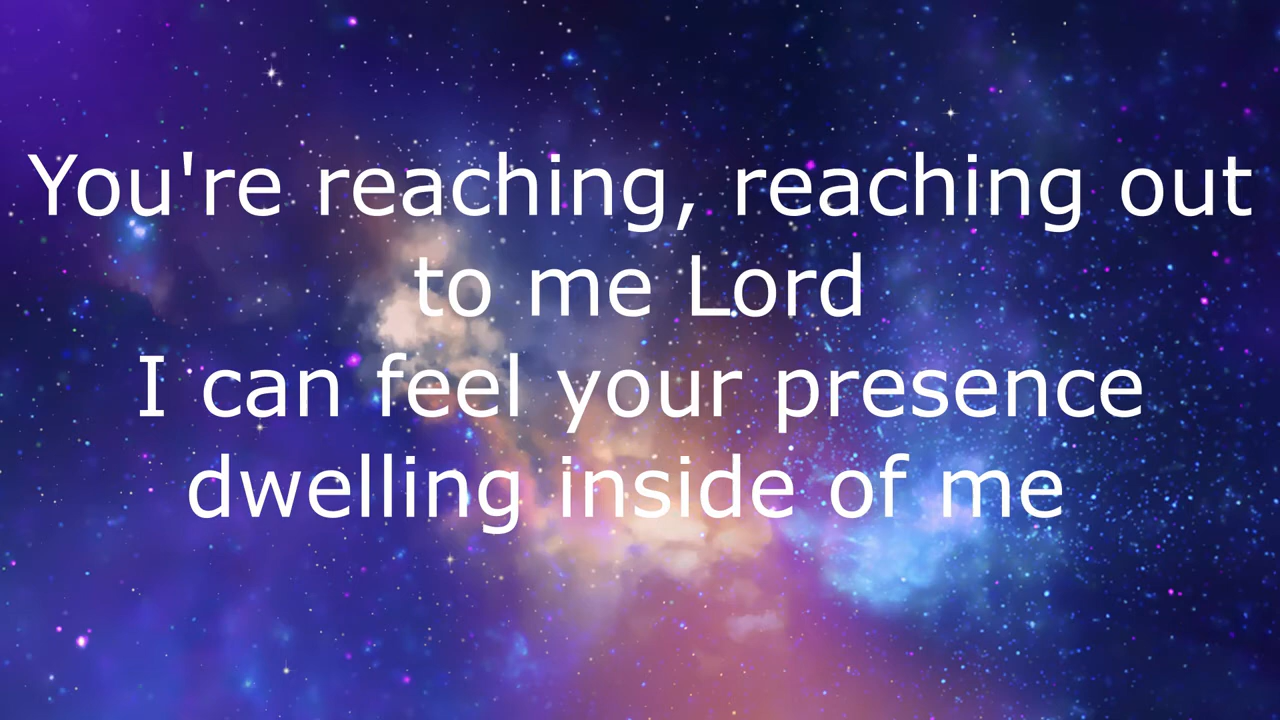 You're reaching, reaching out
to me Lord
I can feel your presence
dwelling inside of me